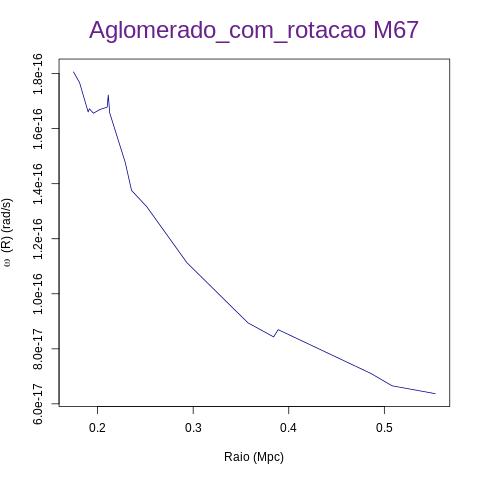 Aglomerado_com_rotacao M67
ω (R) (rad/s)
1.8e-16
1.6e-16
1.4e-16
1.2e-16
1.0e-16
8.0e-17
6.0e-17
0.2 0.3 0.4 0.5
Raio (Mpc)